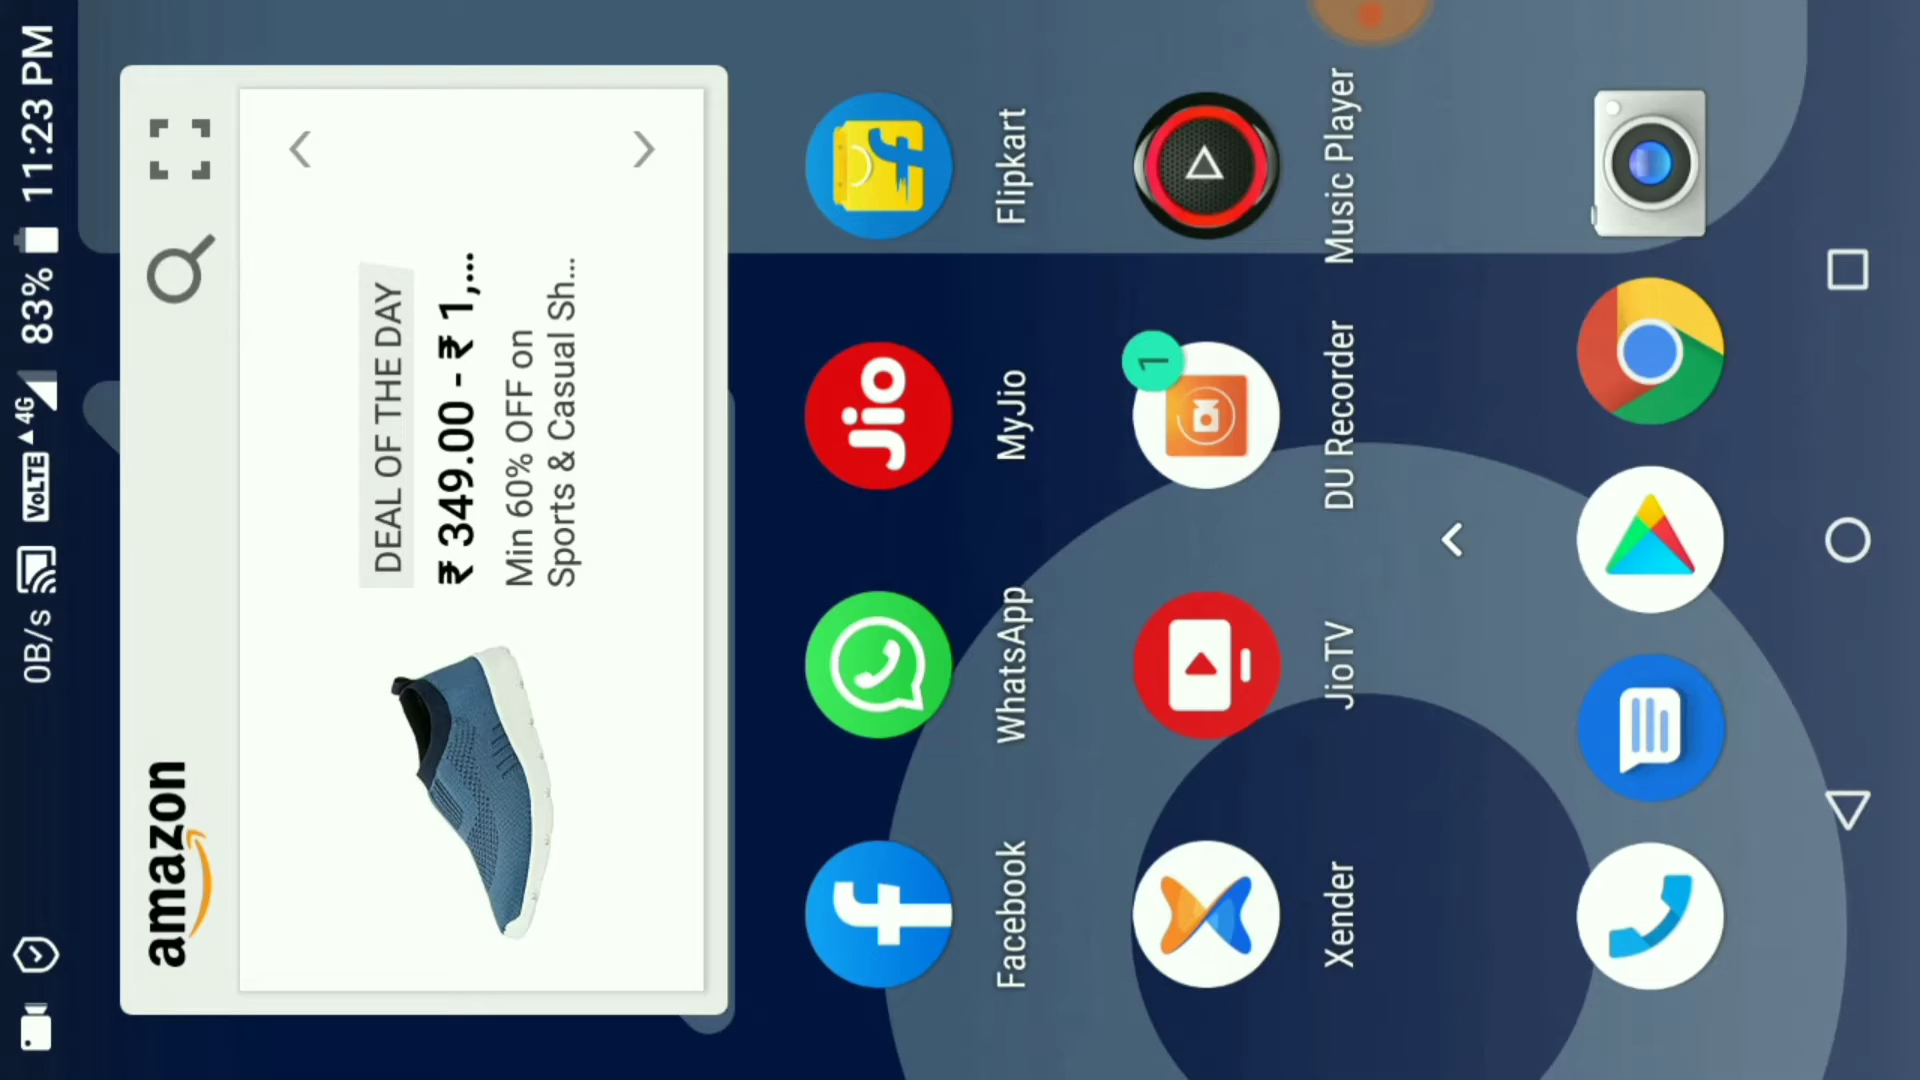 0B/s VoLTE 4G 83% 11:23 PM
amazon
DEAL OF THE DAY
₹ 349.00 - ₹ 1,...
Min 60% OFF on
Sports & Casual Sh...
Facebook WhatsApp MyJio Flipkart
Jio
1
Xender JioTV DU Recorder Music Player